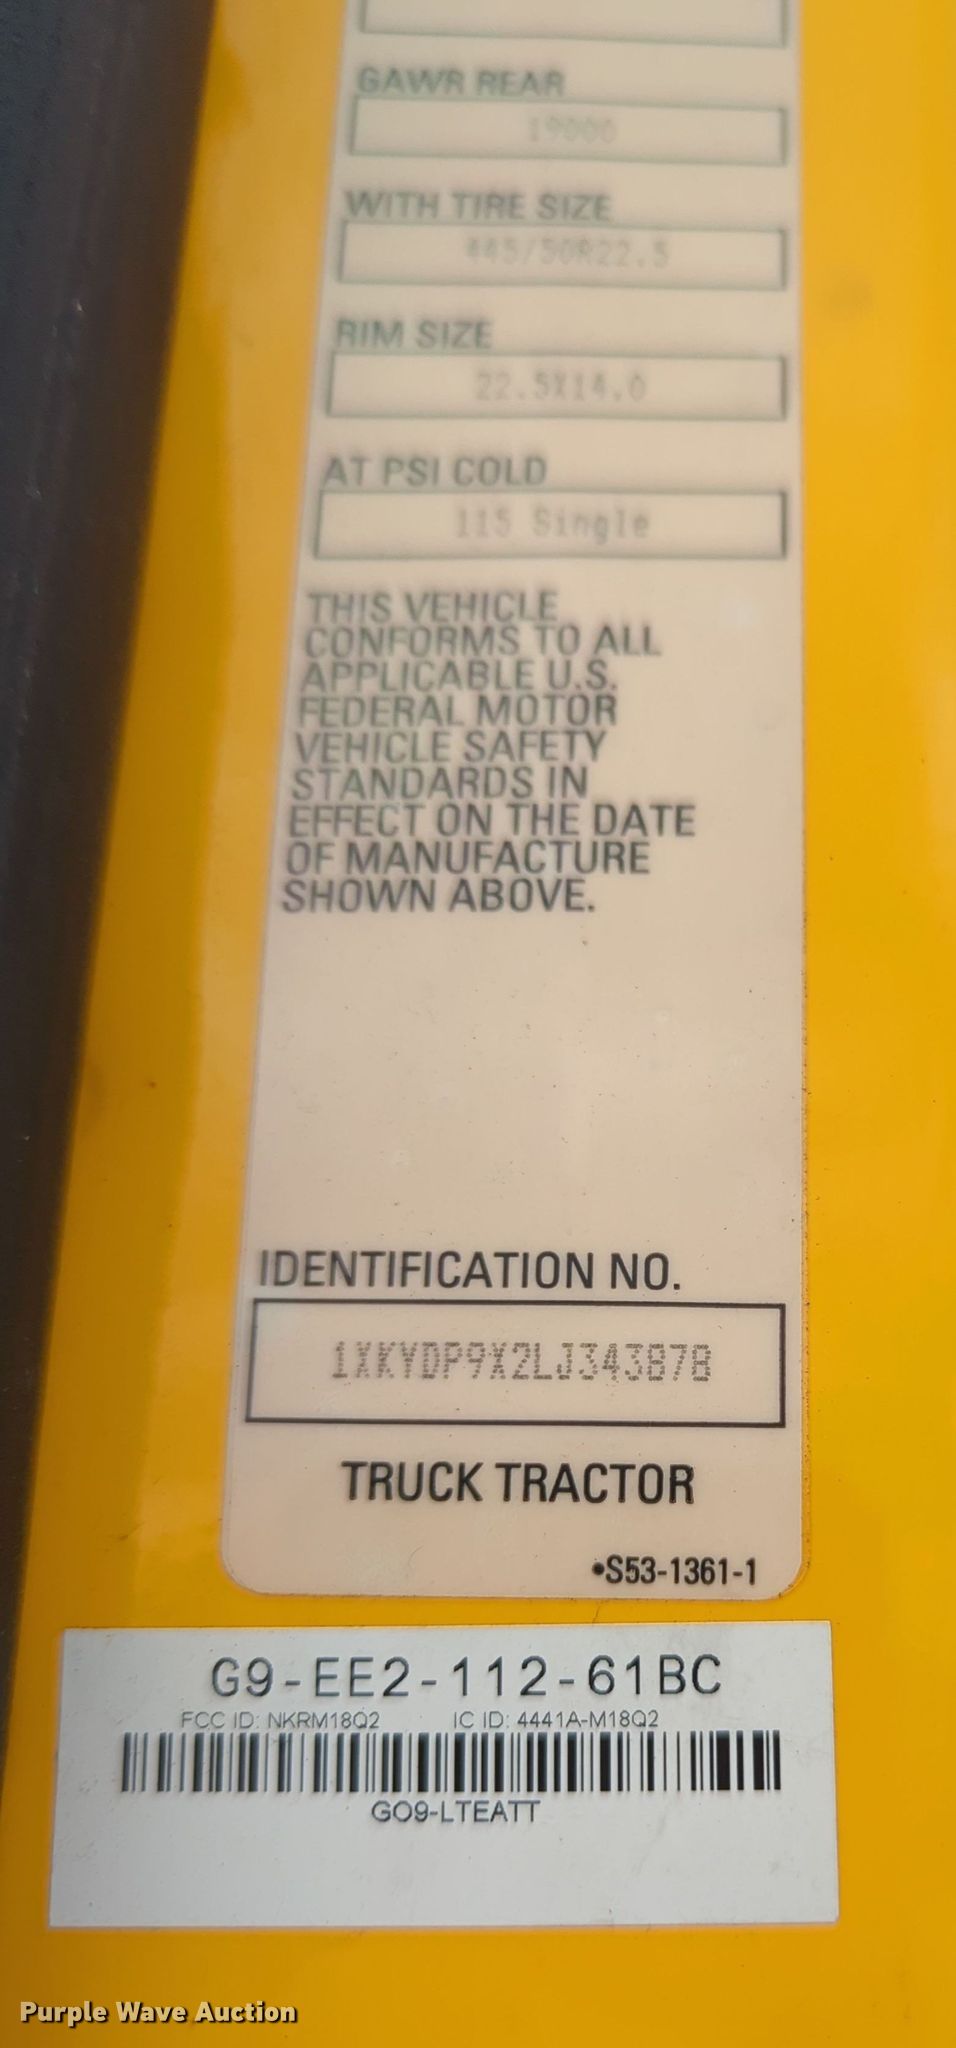 GAWR REAR
19000
WITH TIRE SIZE
445/50R22.5
RIM SIZE
22.5X14.0
AT PSI COLD
115 Single
THIS VEHICLE
CONFORMS TO ALL
APPLICABLE U.S.
FEDERAL MOTOR
VEHICLE SAFETY
STANDARDS IN
EFFECT ON THE DATE
OF MANUFACTURE
SHOWN ABOVE.
IDENTIFICATION NO.
1XKYDP9X2LJ343878
TRUCK TRACTOR
•S53-1361-1
G9-EE2-112-61BC
FCC ID: NKRM18Q2 IC ID: 4441A-M18Q2
GO9-LTEATT
Purple Wave Auction